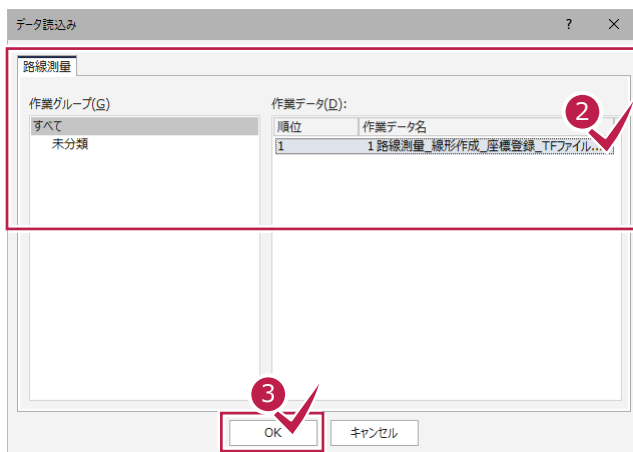 データ読込み ? ×
路線測量
作業グループ(G) 作業データ(D):
すべて
未分類
順位 作業データ名
1 1 路線測量_線形作成_座標登録_TFファイル...
2
3
OK キャンセル